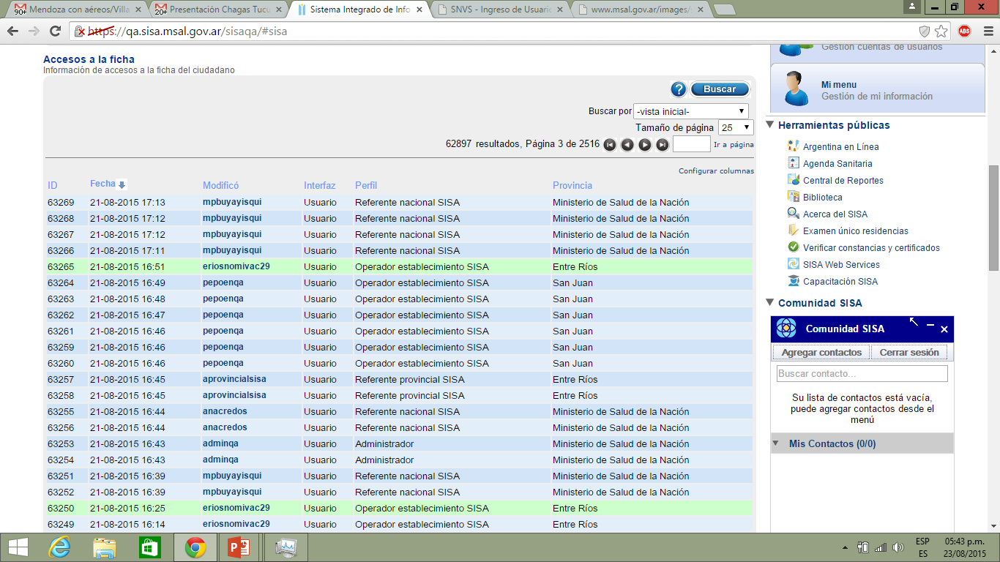 90+ Mendoza con aéreos/Villa
20+ Presentación Chagas Tucu
Sistema Integrado de Info
SNVS - Ingreso de Usuari
www.msal.gov.ar/images/
https://qa.sisa.msal.gov.ar/sisaqa/#sisa
ABS
Accesos a la ficha
Información de accesos a la ficha del ciudadano
? Buscar
Buscar por -vista inicial-
Tamaño de página 25
62897 resultados, Página 3 de 2516 Ir a página
Configurar columnas
ID Fecha Modificó Interfaz Perfil Provincia
63269 21-08-2015 17:13 mpbuyayisqui Usuario Referente nacional SISA Ministerio de Salud de la Nación
63268 21-08-2015 17:12 mpbuyayisqui Usuario Referente nacional SISA Ministerio de Salud de la Nación
63267 21-08-2015 17:12 mpbuyayisqui Usuario Referente nacional SISA Ministerio de Salud de la Nación
63266 21-08-2015 17:11 mpbuyayisqui Usuario Referente nacional SISA Ministerio de Salud de la Nación
63265 21-08-2015 16:51 eriosnomivac29 Usuario Operador establecimiento SISA Entre Ríos
63264 21-08-2015 16:49 pepoenqa Usuario Operador establecimiento SISA San Juan
63263 21-08-2015 16:48 pepoenqa Usuario Operador establecimiento SISA San Juan
63262 21-08-2015 16:47 pepoenqa Usuario Operador establecimiento SISA San Juan
63261 21-08-2015 16:46 pepoenqa Usuario Operador establecimiento SISA San Juan
63259 21-08-2015 16:46 pepoenqa Usuario Operador establecimiento SISA San Juan
63260 21-08-2015 16:46 pepoenqa Usuario Operador establecimiento SISA San Juan
63257 21-08-2015 16:45 aprovincialsisa Usuario Referente provincial SISA Entre Ríos
63258 21-08-2015 16:45 aprovincialsisa Usuario Referente provincial SISA Entre Ríos
63255 21-08-2015 16:44 anacredos Usuario Referente nacional SISA Ministerio de Salud de la Nación
63256 21-08-2015 16:44 anacredos Usuario Referente nacional SISA Ministerio de Salud de la Nación
63253 21-08-2015 16:43 adminqa Usuario Administrador Ministerio de Salud de la Nación
63254 21-08-2015 16:43 adminqa Usuario Administrador Ministerio de Salud de la Nación
63251 21-08-2015 16:39 mpbuyayisqui Usuario Referente nacional SISA Ministerio de Salud de la Nación
63252 21-08-2015 16:39 mpbuyayisqui Usuario Referente nacional SISA Ministerio de Salud de la Nación
63250 21-08-2015 16:25 eriosnomivac29 Usuario Operador establecimiento SISA Entre Ríos
63249 21-08-2015 16:14 eriosnomivac29 Usuario Operador establecimiento SISA Entre Ríos
Gestión cuentas de usuarios
Mi menu
Gestión de mi información
Herramientas públicas
Argentina en Línea
Agenda Sanitaria
Central de Reportes
Biblioteca
Acerca del SISA
Examen único residencias
Verificar constancias y certificados
SISA Web Services
Capacitación SISA
Comunidad SISA
Comunidad SISA
Agregar contactos Cerrar sesión
Buscar contacto...
Su lista de contactos está vacía,
puede agregar contactos desde el
menú
Mis Contactos (0/0)
ESP 05:43 p.m.
ES 23/08/2015